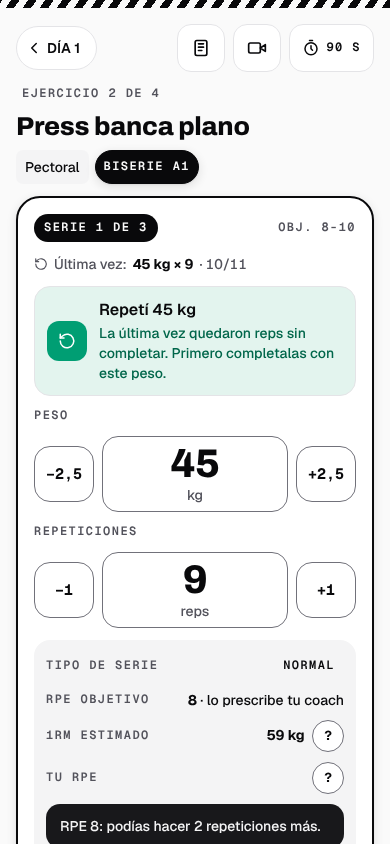 DÍA 1
90 S
EJERCICIO 2 DE 4
Press banca plano
Pectoral
BISERIE A1
SERIE 1 DE 3
OBJ. 8-10
Última vez: 45 kg × 9 · 10/11
Repetí 45 kg
La última vez quedaron reps sin
completar. Primero completalas con
este peso.
PESO
−2,5
45
kg
+2,5
REPETICIONES
−1
9
reps
+1
TIPO DE SERIE
NORMAL
RPE OBJETIVO
8 · lo prescribe tu coach
1RM ESTIMADO
59 kg
?
TU RPE
?
RPE 8: podías hacer 2 repeticiones más.